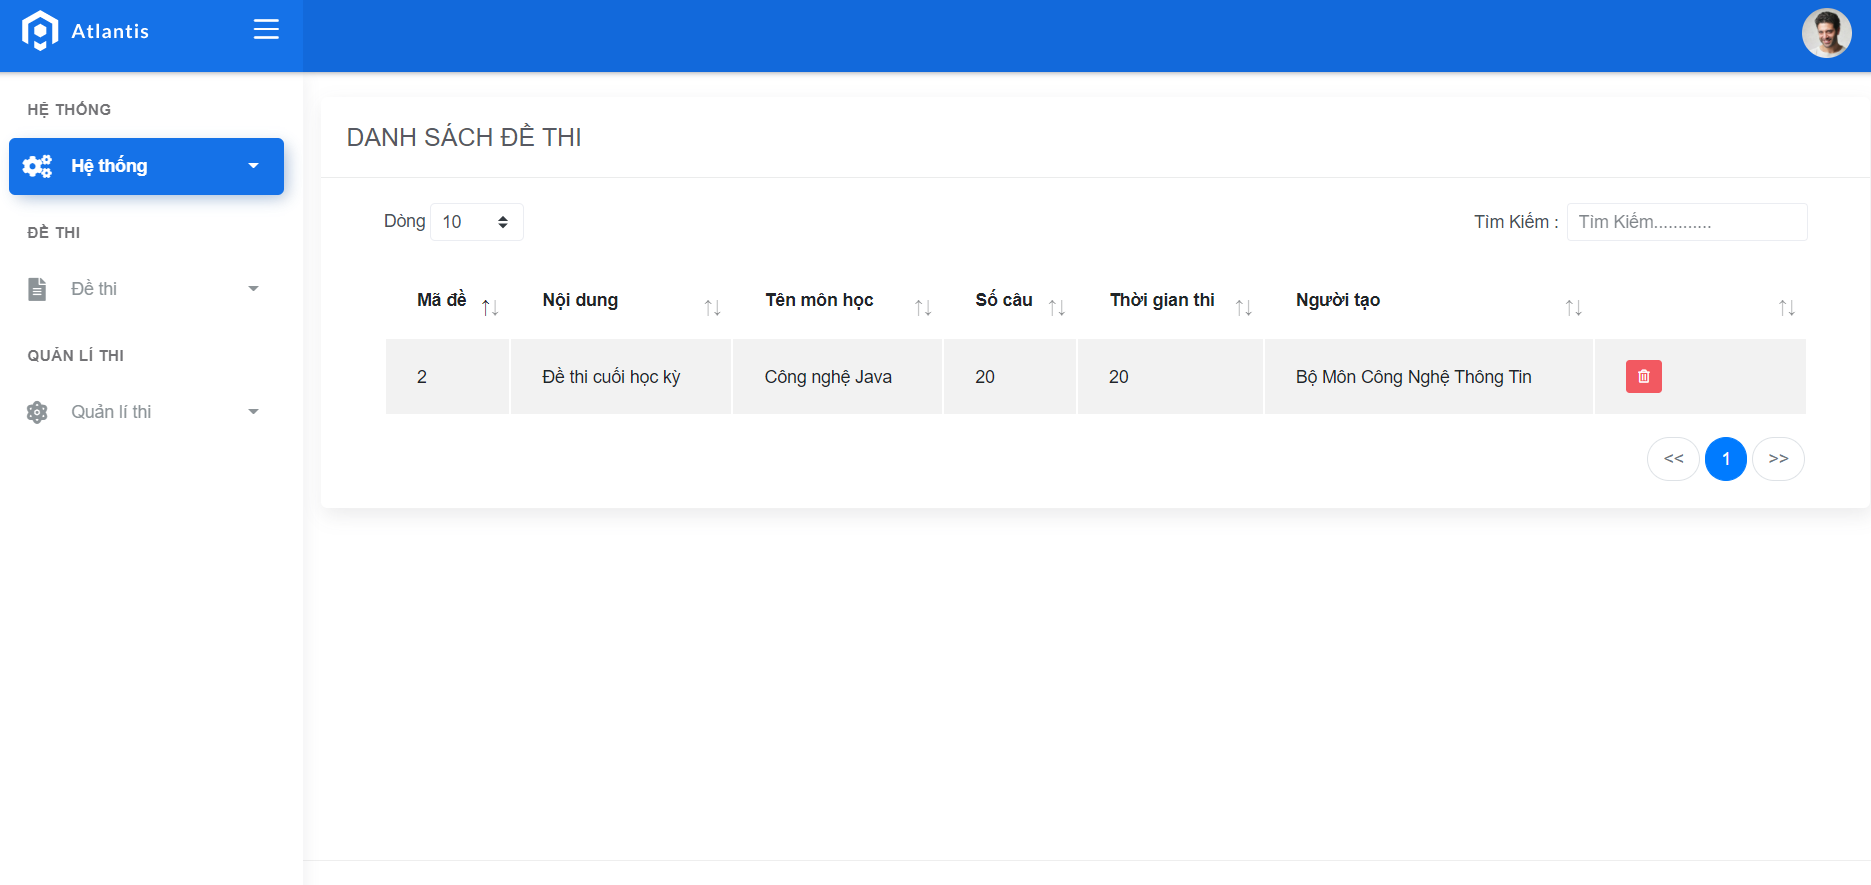 Atlantis
HỆ THỐNG
Hệ thống
ĐỀ THI
Đề thi
QUẢN LÍ THI
Quản lí thi
DANH SÁCH ĐỀ THI
Dòng 10
Tìm Kiếm : Tìm Kiếm............
Mã đề Nội dung Tên môn học Số câu Thời gian thi Người tạo
2 Đề thi cuối học kỳ Công nghệ Java 20 20 Bộ Môn Công Nghệ Thông Tin
<< 1 >>